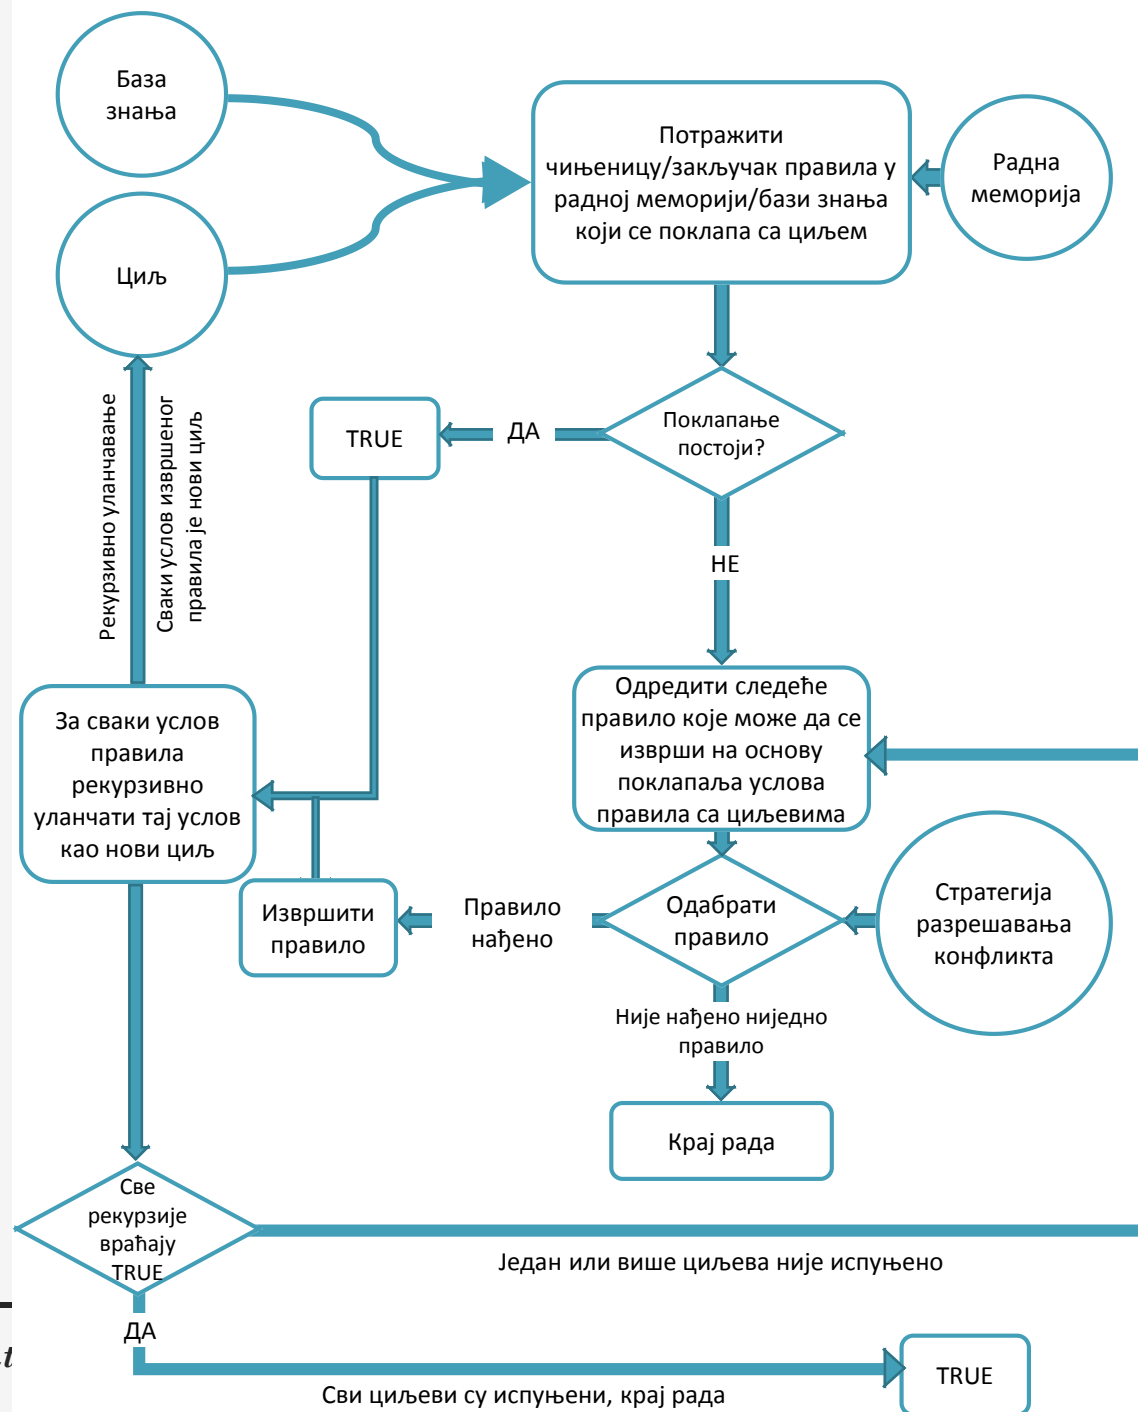 База
знања
Потражити
чињеницу/закључак правила у
радној меморији/бази знања
који се поклапа са циљем
Радна
меморија
Циљ
Поклапање
постоји?
ДА
TRUE
НЕ
Рекурзивно уланчавање
Сваки услов извршеног
правила је нови циљ
За сваки услов
правила
рекурзивно
уланчати тај услов
као нови циљ
Одредити следеће
правило које може да се
изврши на основу
поклапаља услова
правила са циљевима
Одабрати
правило
Стратегија
разрешавања
конфликта
Правило
нађено
Извршити
правило
Није нађено ниједно
правило
Крај рада
Све
рекурзије
враћају
TRUE
Један или више циљева није испуњено
ДА
Сви циљеви су испуњени, крај рада
TRUE